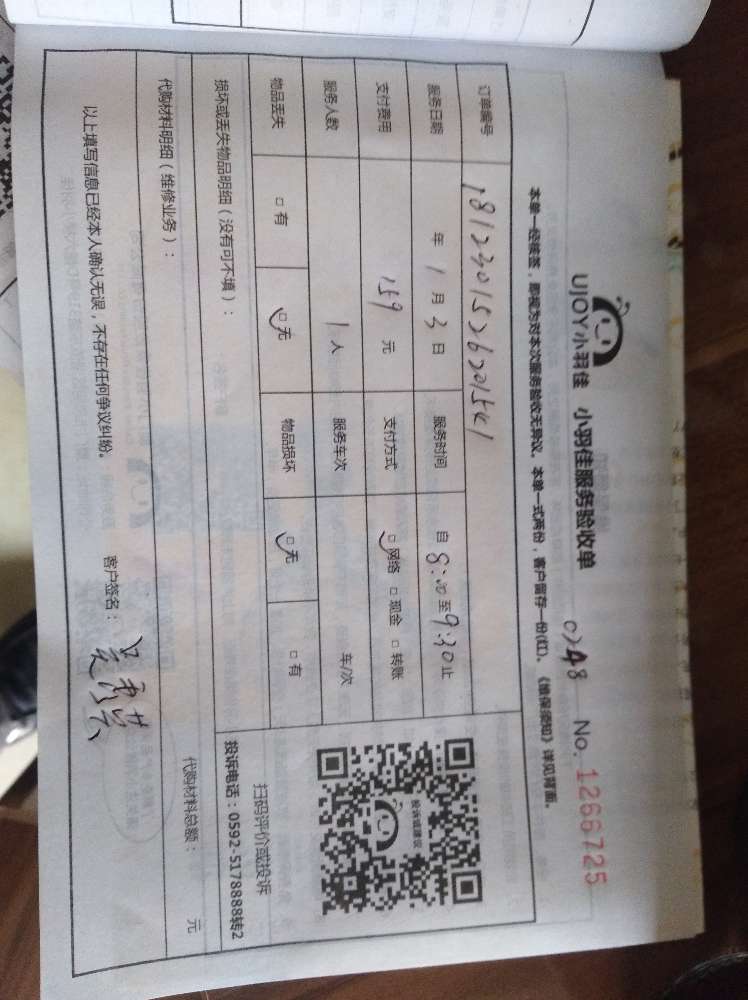 UJOY小羽佳 小羽佳服务验收单 No. 1266725
本单一经续签，即视为对本次服务验收无异议。本单一式两份，客户留存一份(红)。《维保须知》详见背面。
订单编号 1812301526201541
服务日期 年 1 月 3 日 服务时间 自 8:00 至 9:30 止
支付费用 159 元 支付方式 □网络 □现金 □转账
服务人数 1 人 服务车次 车/次
物品丢失 □有 □无 物品损坏 □无 □有
投诉或建议
扫码评价或投诉
损坏或丢失物品明细（没有可不填）：
投诉电话：0592-5178888转2
代购材料明细（维修业务）： 代购材料总额： 元
以上填写信息已经本人确认无误，不存在任何争议纠纷。 客户签名：